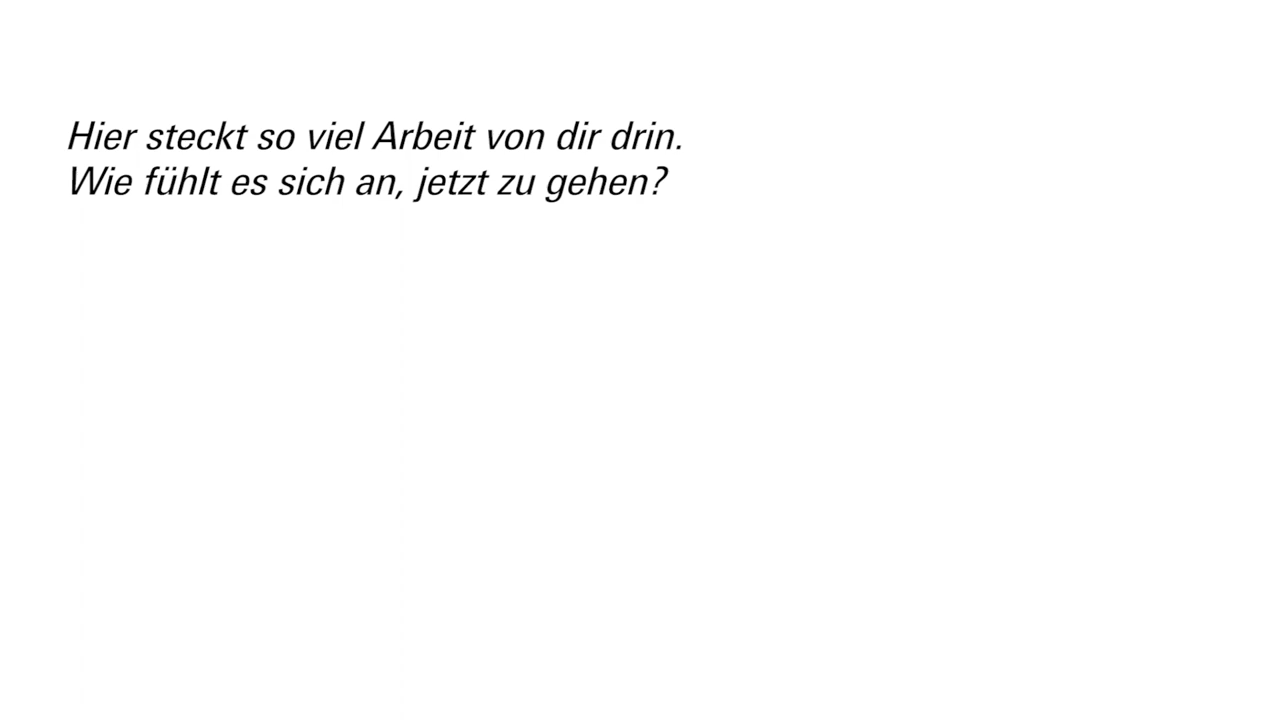 Hier steckt so viel Arbeit von dir drin.
Wie fühlt es sich an, jetzt zu gehen?